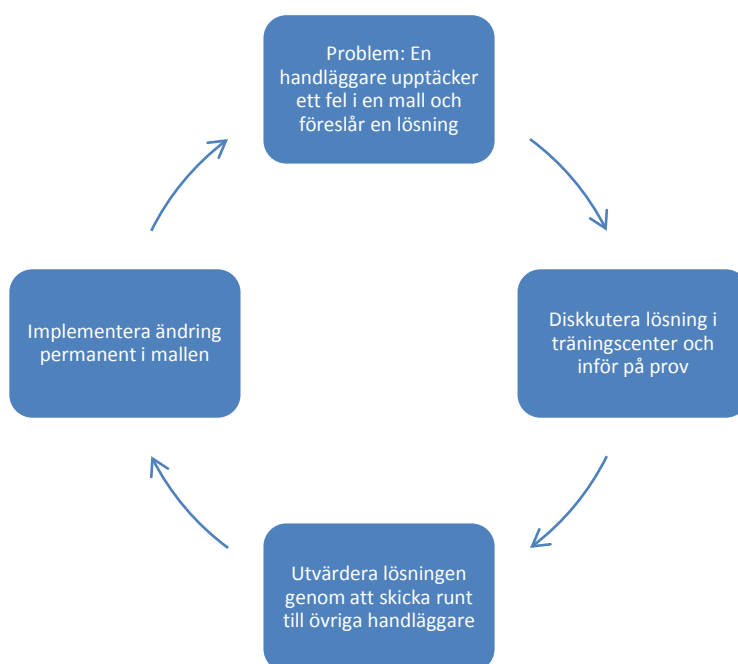 Problem: En
handläggare upptäcker
ett fel i en mall och
föreslår en lösning
Diskkutera lösning i
träningscenter och
inför på prov
Utvärdera lösningen
genom att skicka runt
till övriga handläggare
Implementera ändring
permanent i mallen